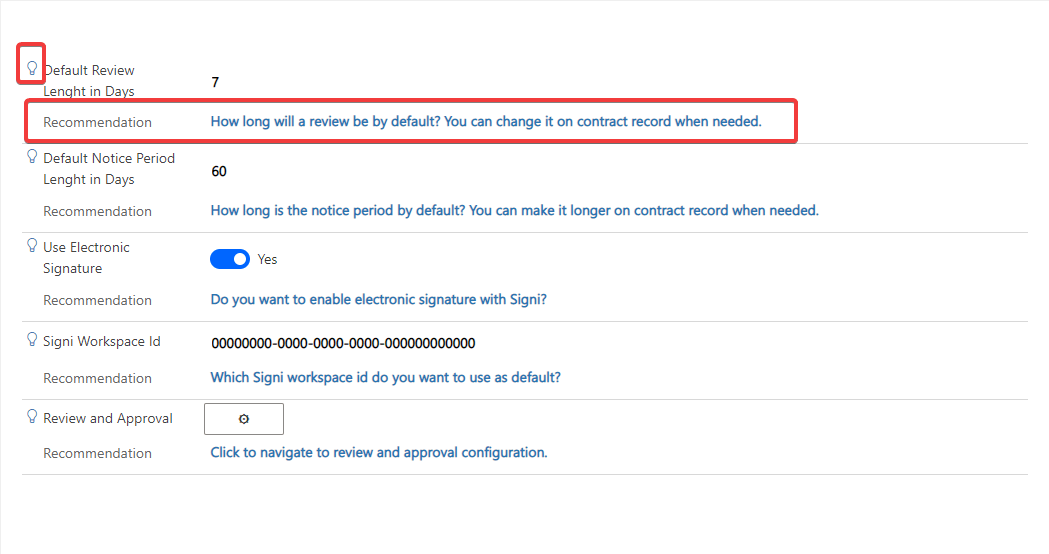 Default Review
Lenght in Days
7
Recommendation
How long will a review be by default? You can change it on contract record when needed.
Default Notice Period
Lenght in Days
60
Recommendation
How long is the notice period by default? You can make it longer on contract record when needed.
Use Electronic
Signature
Yes
Recommendation
Do you want to enable electronic signature with Signi?
Signi Workspace Id
00000000-0000-0000-0000-000000000000
Recommendation
Which Signi workspace id do you want to use as default?
Review and Approval
Recommendation
Click to navigate to review and approval configuration.